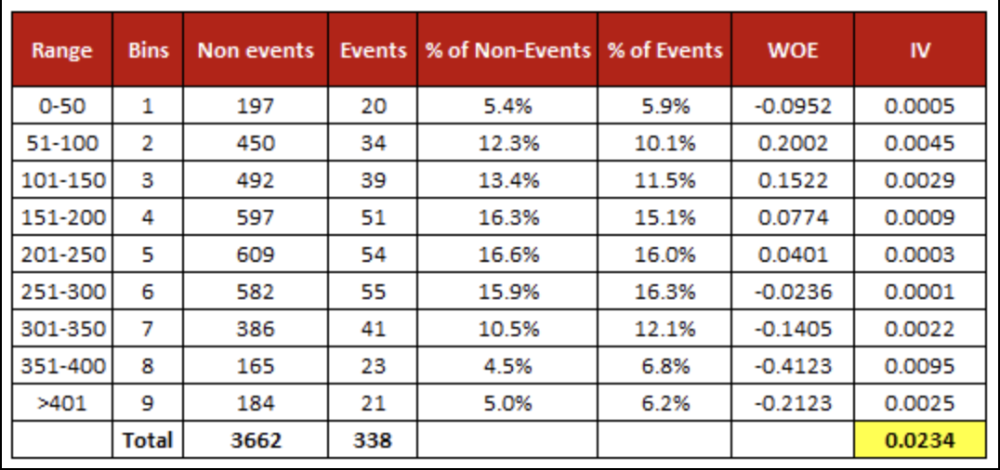 Range Bins Non events Events % of Non-Events % of Events WOE IV
0-50 1 197 20 5.4% 5.9% -0.0952 0.0005
51-100 2 450 34 12.3% 10.1% 0.2002 0.0045
101-150 3 492 39 13.4% 11.5% 0.1522 0.0029
151-200 4 597 51 16.3% 15.1% 0.0774 0.0009
201-250 5 609 54 16.6% 16.0% 0.0401 0.0003
251-300 6 582 55 15.9% 16.3% -0.0236 0.0001
301-350 7 386 41 10.5% 12.1% -0.1405 0.0022
351-400 8 165 23 4.5% 6.8% -0.4123 0.0095
>401 9 184 21 5.0% 6.2% -0.2123 0.0025
Total 3662 338 0.0234